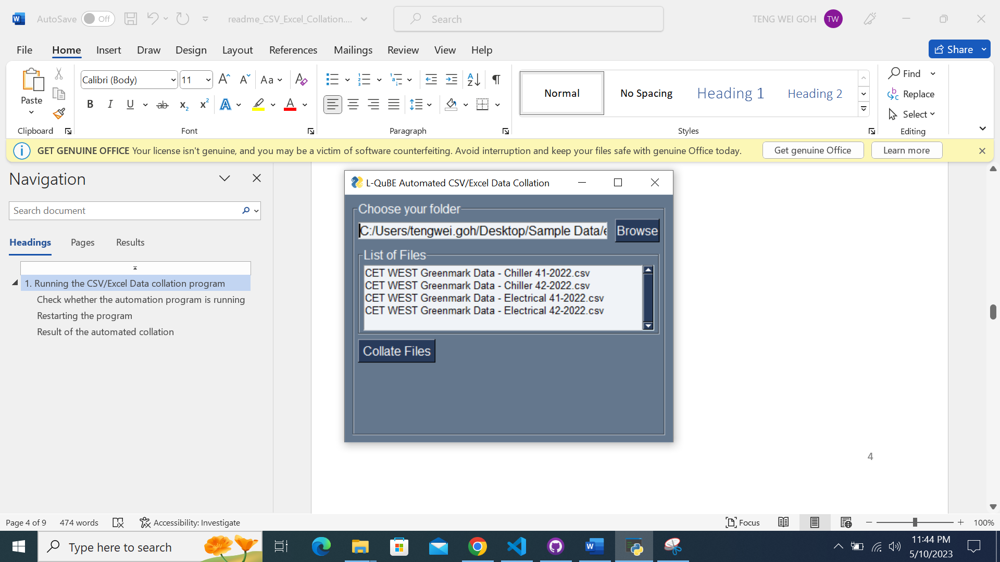 AutoSave Off readme_CSV_Excel_Collation.... Search TENG WEI GOH TW
File Home Insert Draw Design Layout References Mailings Review View Help Share
Paste Calibri (Body) 11 Normal No Spacing Heading 1 Heading 2 Find Replace Select
Clipboard Font Paragraph Styles Editing
GET GENUINE OFFICE Your license isn't genuine, and you may be a victim of software counterfeiting. Avoid interruption and keep your files safe with genuine Office today. Get genuine Office Learn more
Navigation
Search document
Headings Pages Results
1. Running the CSV/Excel Data collation program
Check whether the automation program is running
Restarting the program
Result of the automated collation
L-QuBE Automated CSV/Excel Data Collation
Choose your folder
C:/Users/tengwei.goh/Desktop/Sample Data/e Browse
List of Files
CET WEST Greenmark Data - Chiller 41-2022.csv
CET WEST Greenmark Data - Chiller 42-2022.csv
CET WEST Greenmark Data - Electrical 41-2022.csv
CET WEST Greenmark Data - Electrical 42-2022.csv
Collate Files
4
Page 4 of 9 474 words Accessibility: Investigate Focus 100%
Type here to search 11:44 PM
5/10/2023